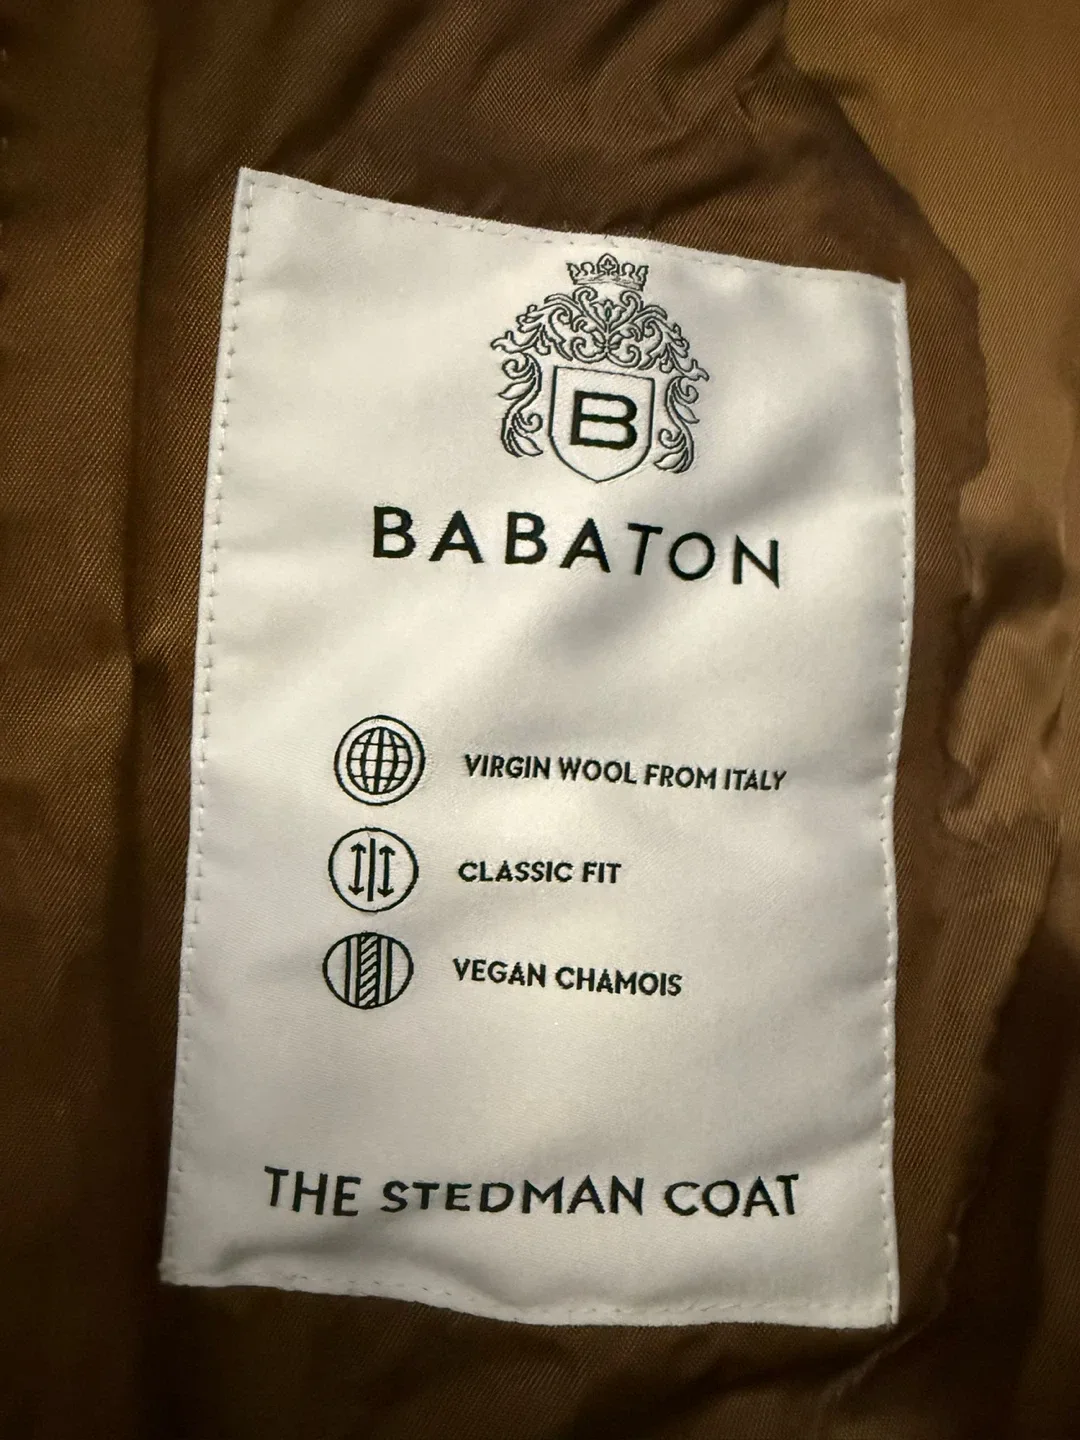 B
BABATON
VIRGIN WOOL FROM ITALY
CLASSIC FIT
VEGAN CHAMOIS
THE STEDMAN COAT